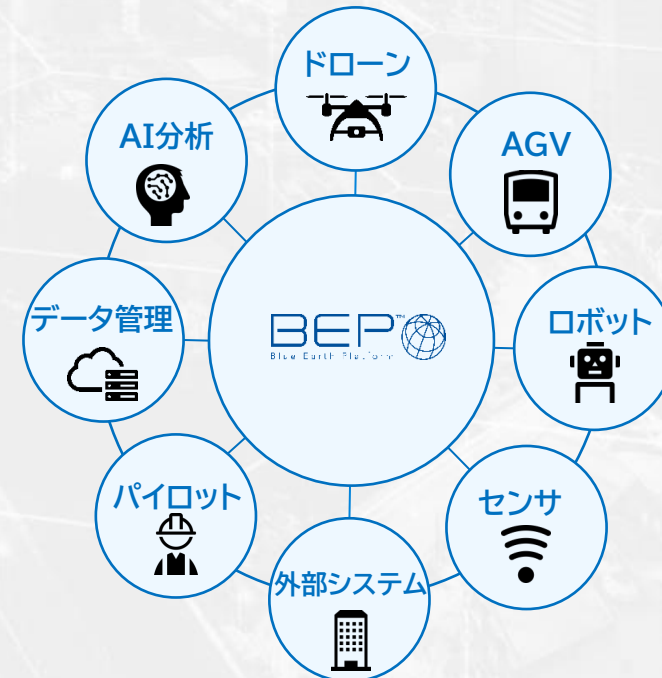 ドローン
AGV
ロボット
センサ
外部システム
パイロット
データ管理
AI分析
BEP™
Blue Earth Platform